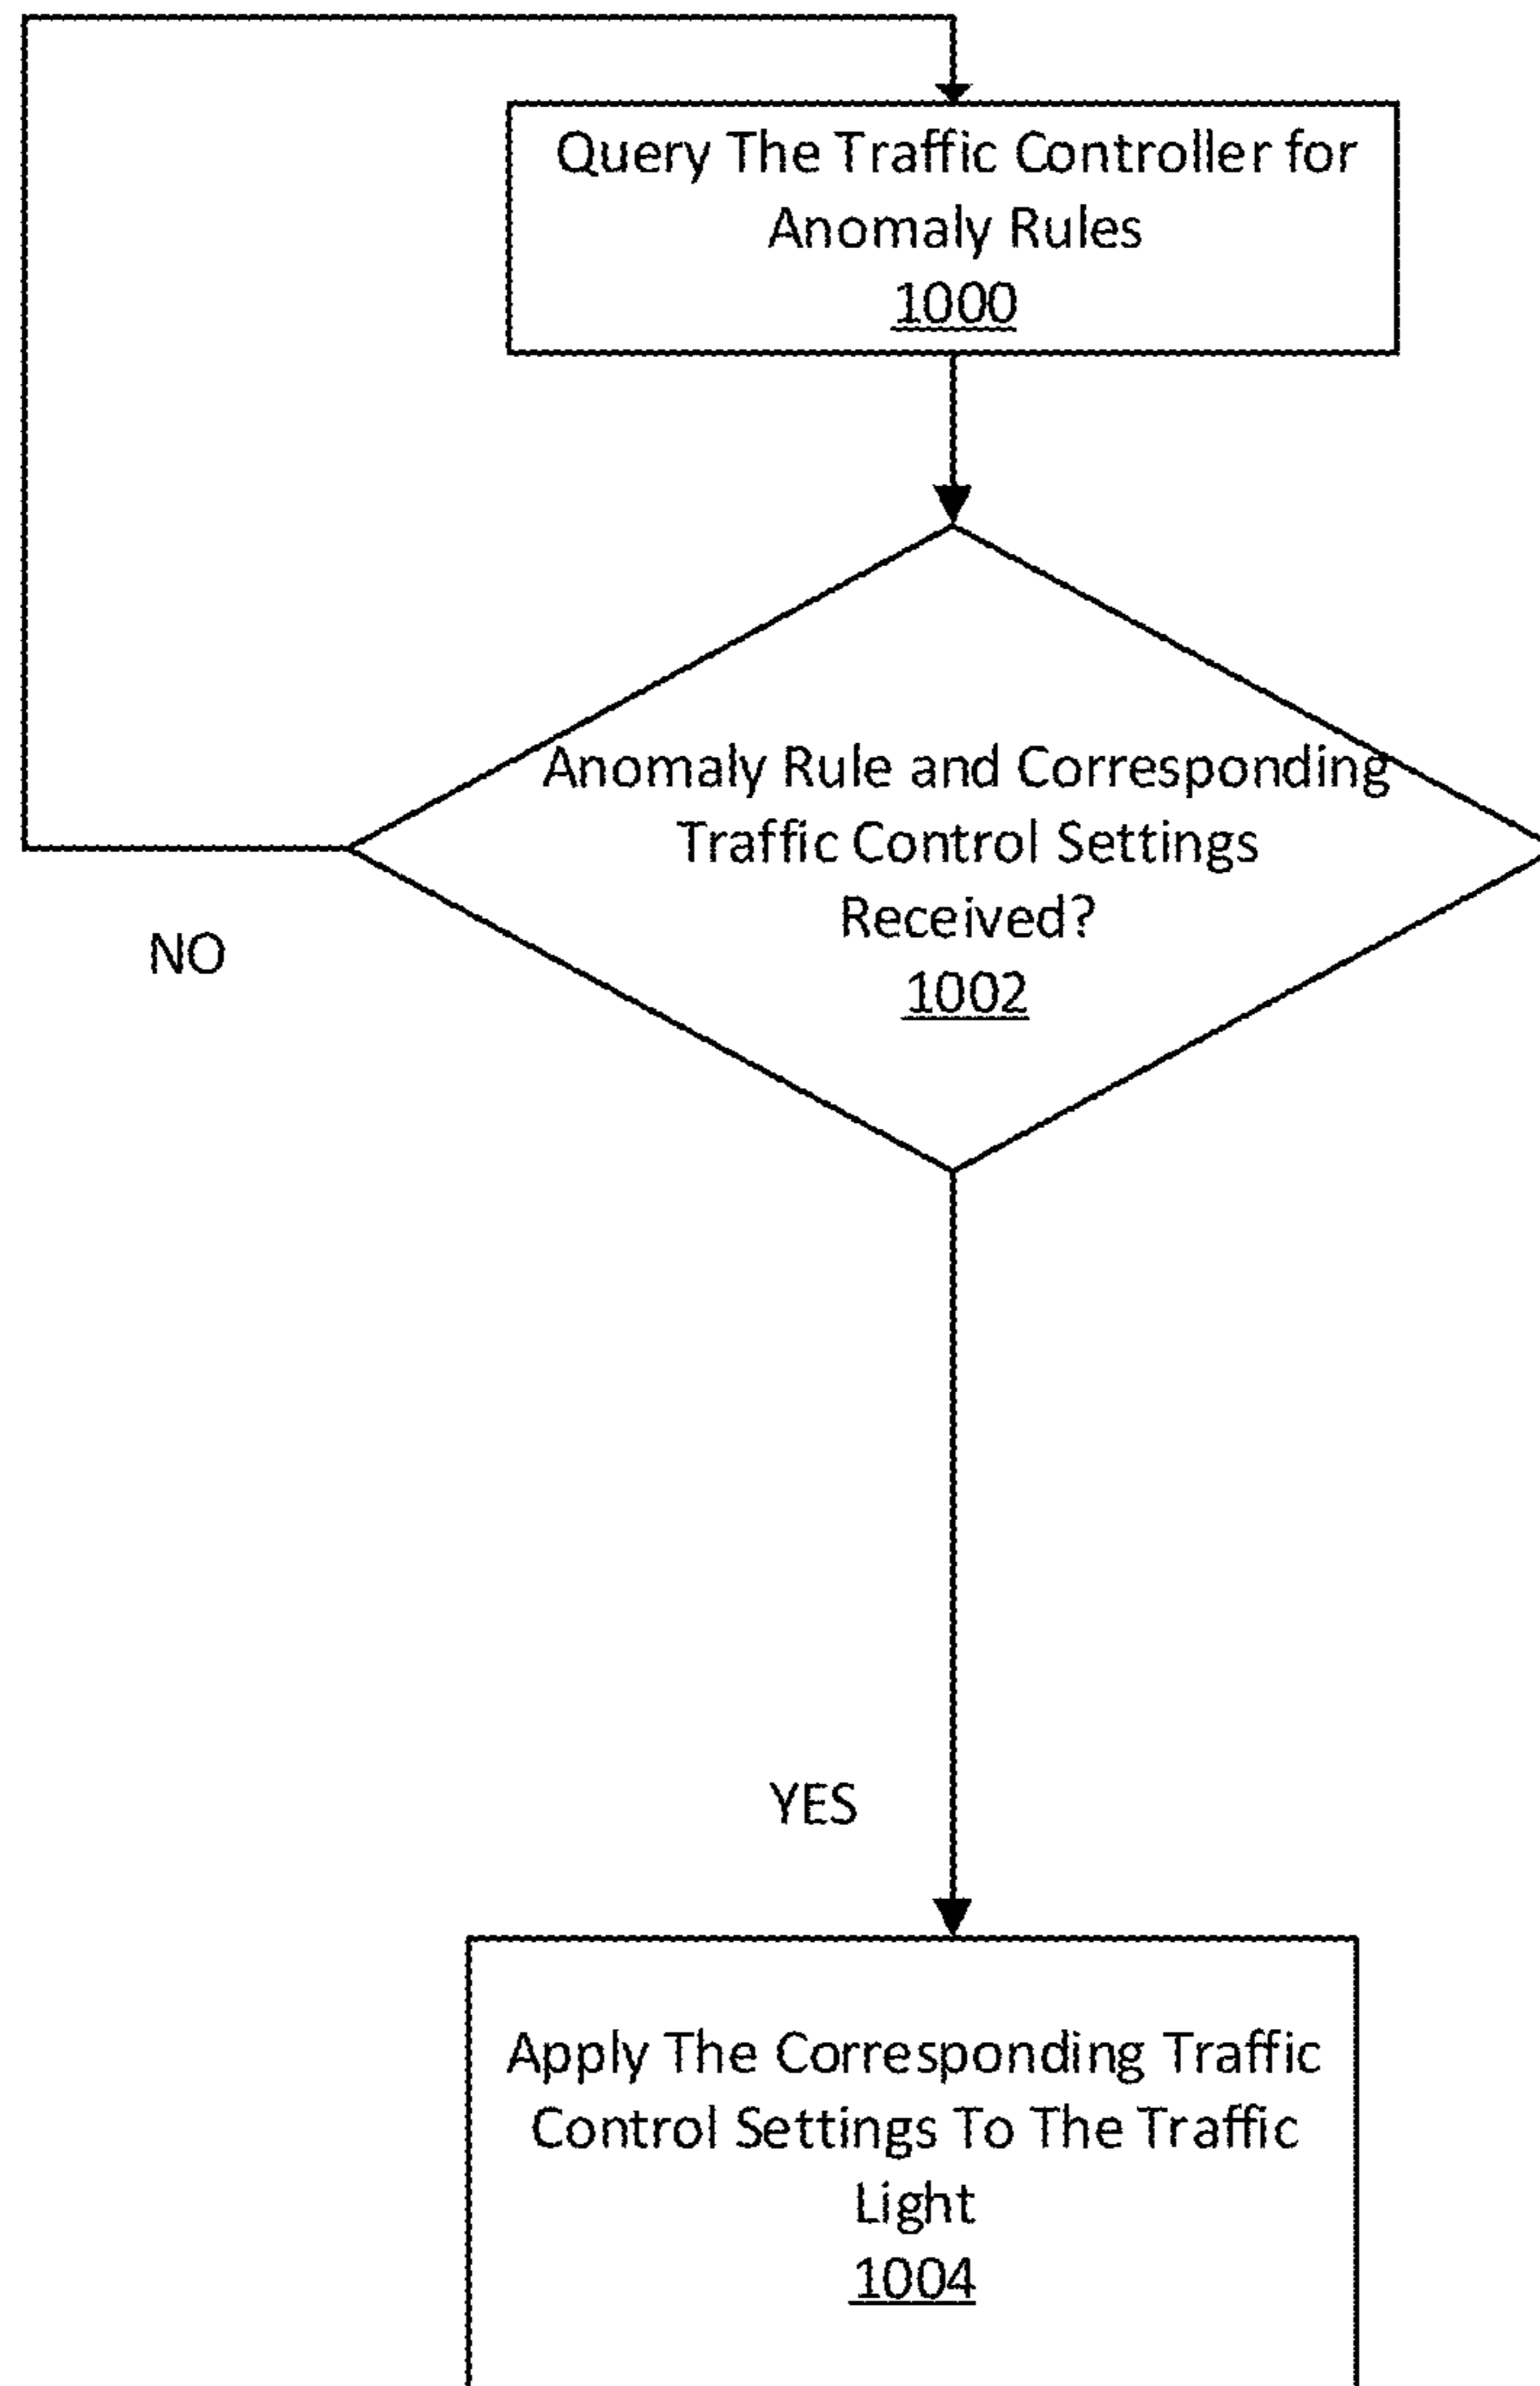 Query The Traffic Controller for
Anomaly Rules
1000
Anomaly Rule and Corresponding
Traffic Control Settings
Received?
1002
NO
YES
Apply The Corresponding Traffic
Control Settings To The Traffic
Light
1004